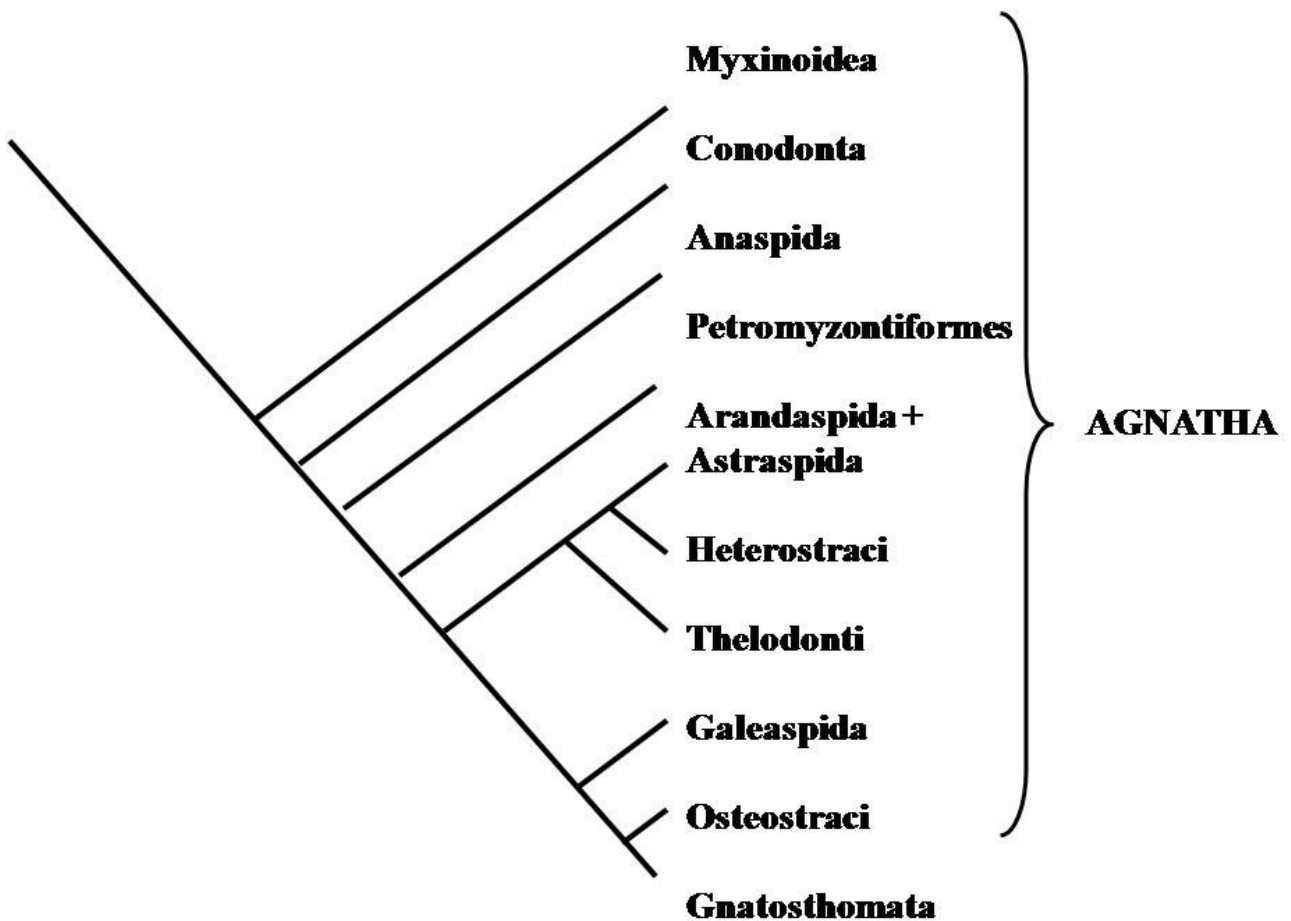 Myxinoidea
Conodonta
Anaspida
Petromyzontiformes
Arandaspida +
Astraspida
Heterostraci
Thelodonti
Galeaspida
Osteostraci
Gnatosthomata
AGNATHA